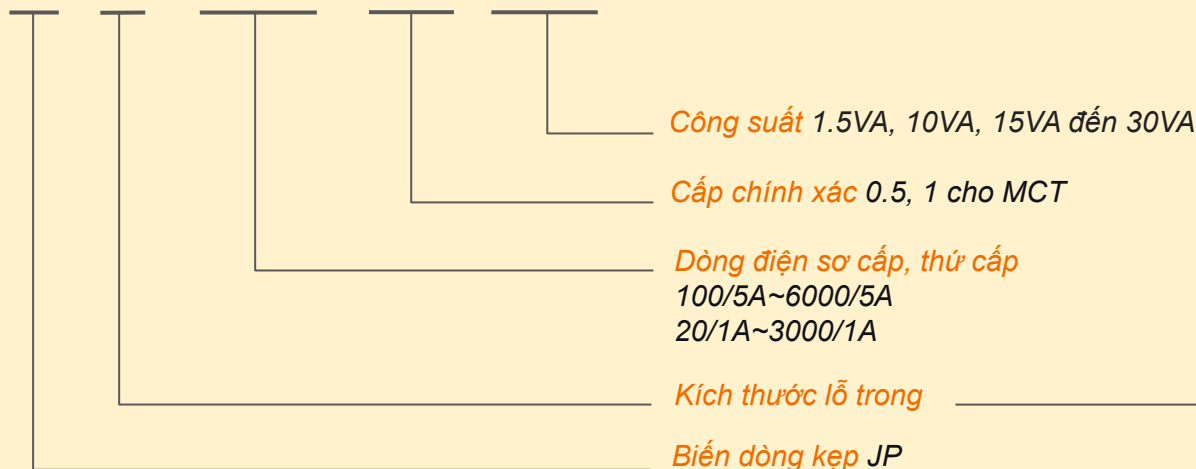 Công suất 1.5VA, 10VA, 15VA đến 30VA
Cấp chính xác 0.5, 1 cho MCT
Dòng điện sơ cấp, thứ cấp
100/5A~6000/5A
20/1A~3000/1A
Kích thước lỗ trong
Biến dòng kẹp JP